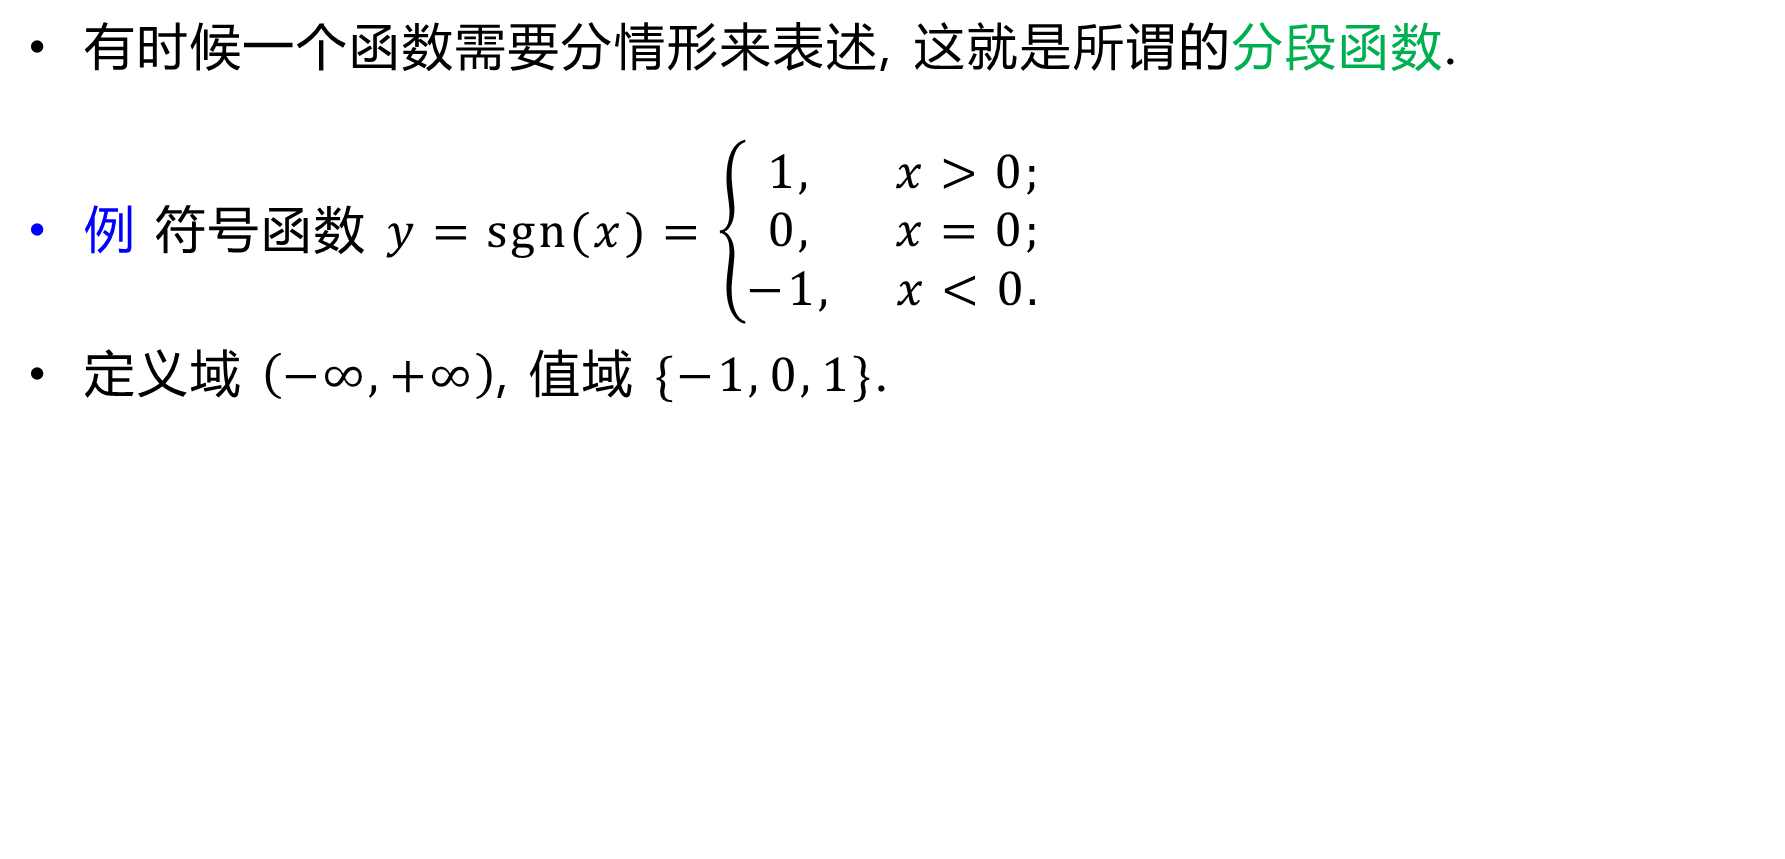 • 有时候一个函数需要分情形来表述, 这就是所谓的分段函数.
• 例 符号函数 y = sgn(x) = { 1, x > 0; 0, x = 0; −1, x < 0.
• 定义域 (−∞, +∞), 值域 {−1, 0, 1}.